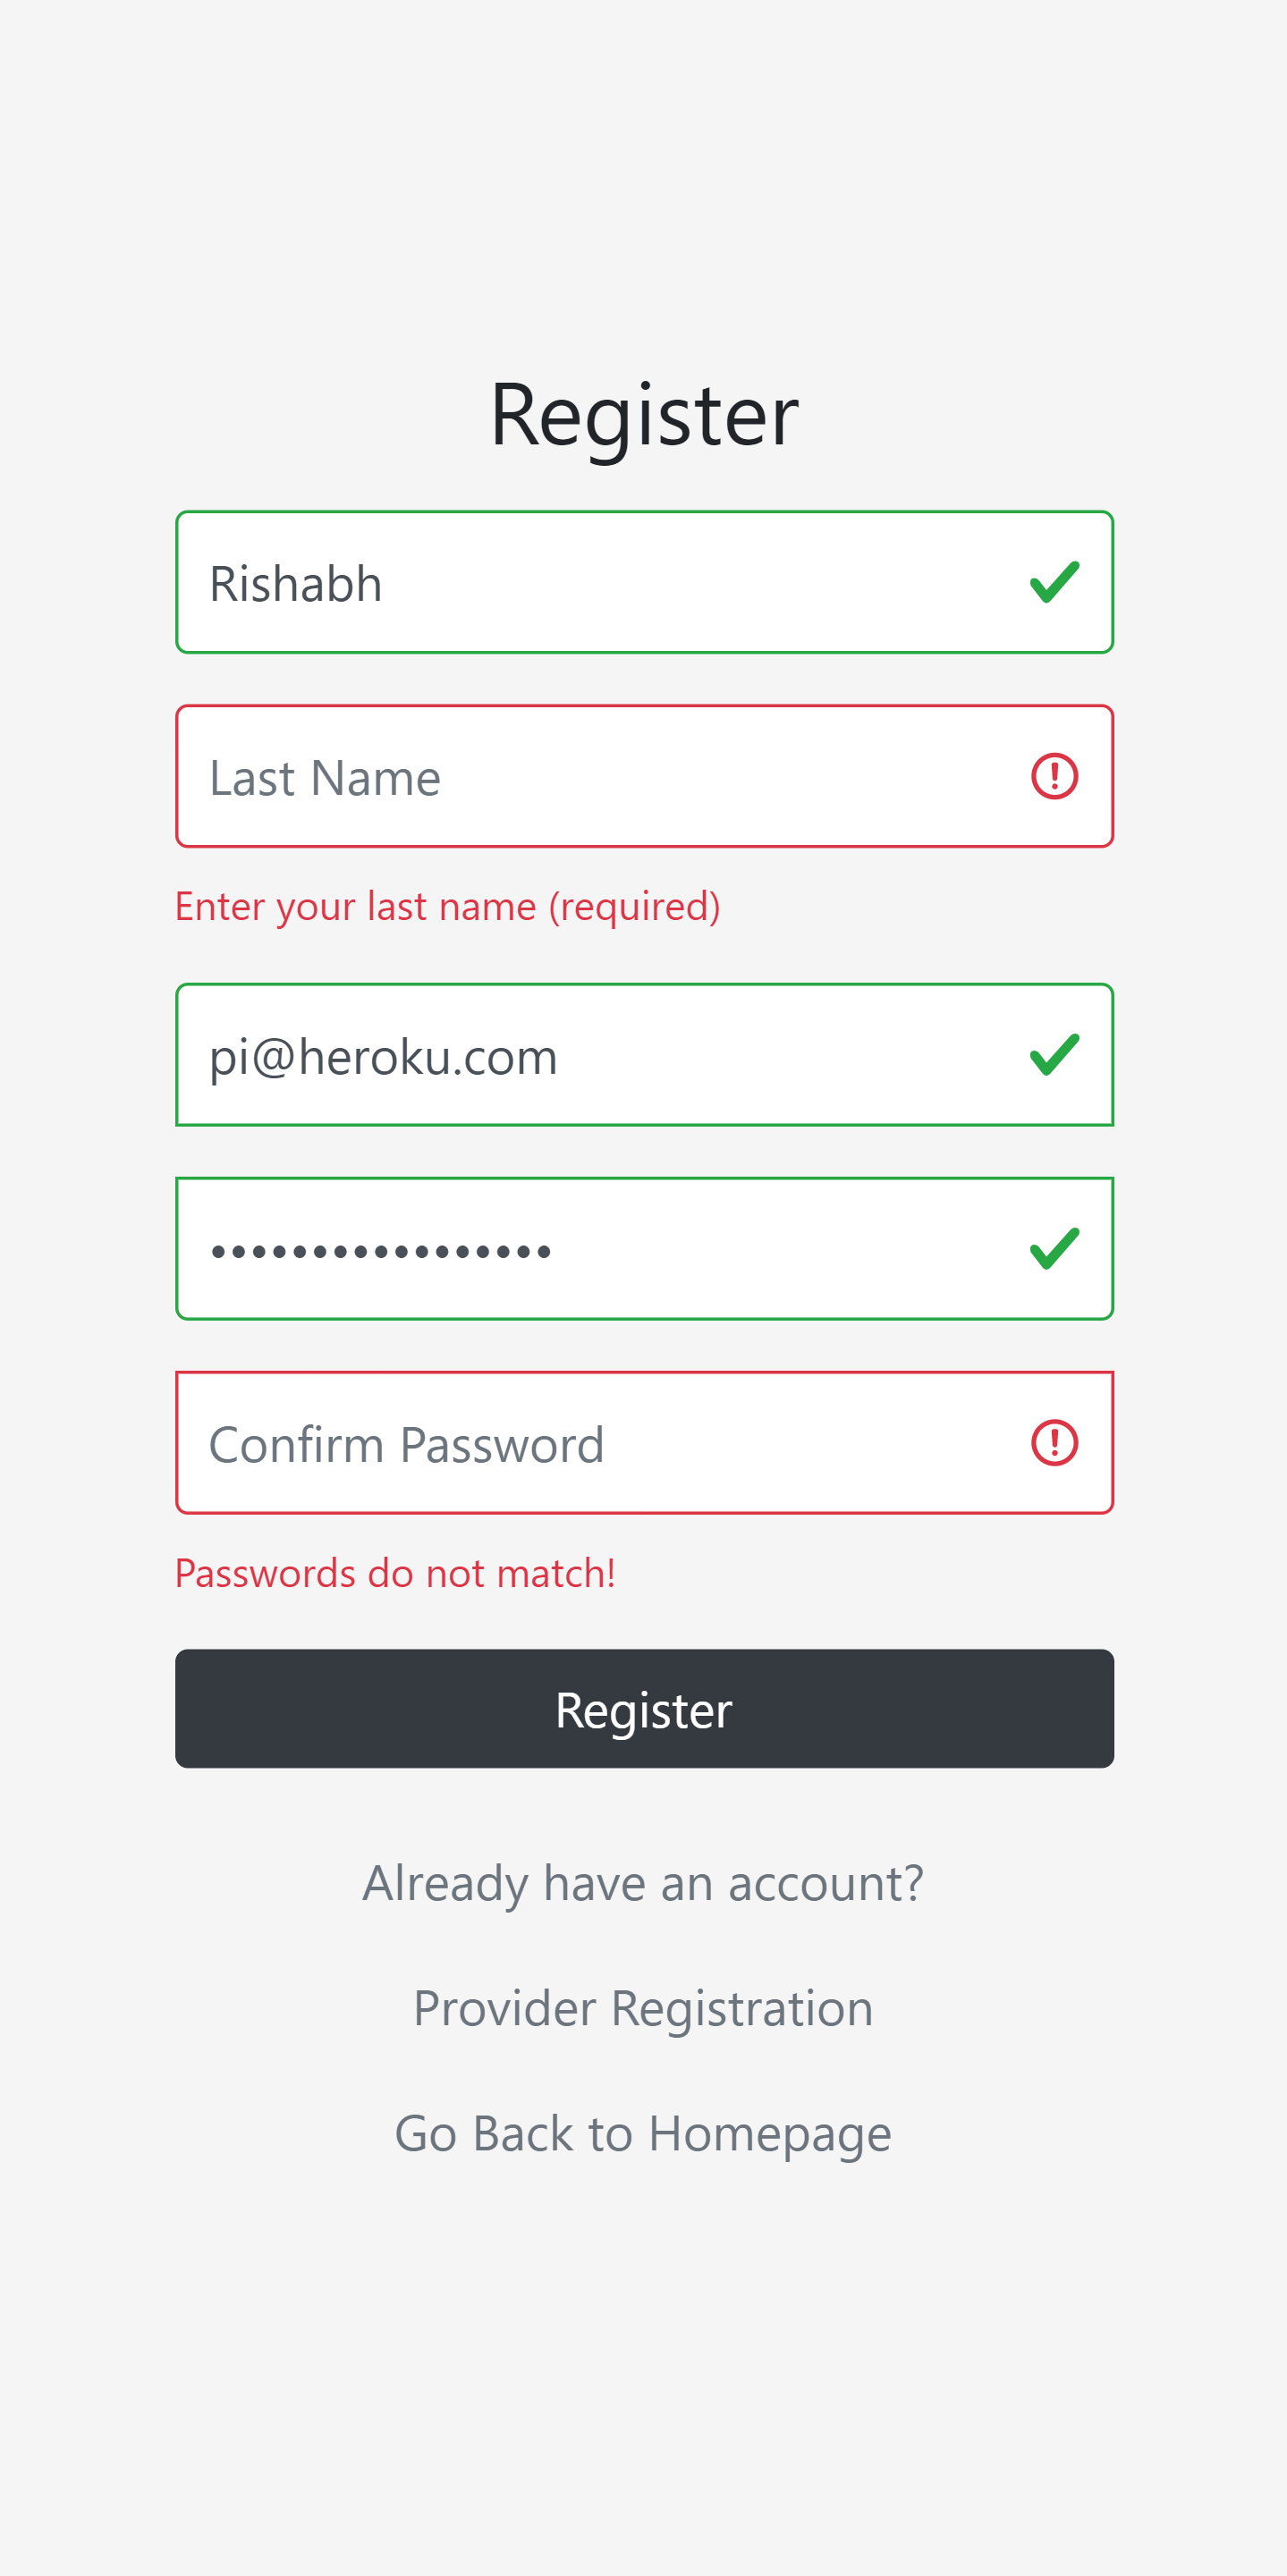 Register
Rishabh
Last Name
Enter your last name (required)
pi@heroku.com
•••••••••••••••••
Confirm Password
Passwords do not match!
Register
Already have an account?
Provider Registration
Go Back to Homepage